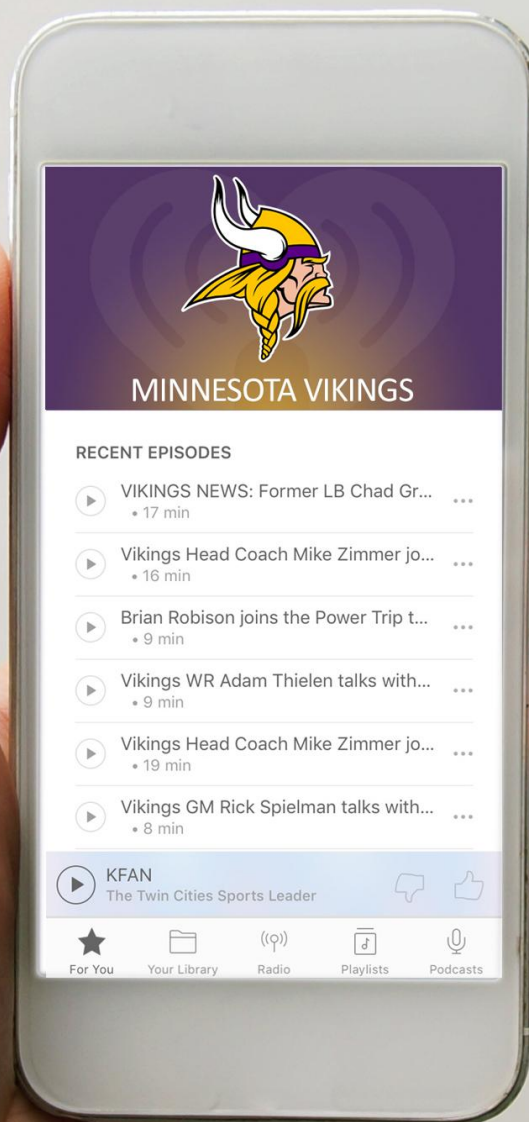 MINNESOTA VIKINGS
RECENT EPISODES
VIKINGS NEWS: Former LB Chad Gr...
• 17 min
Vikings Head Coach Mike Zimmer jo...
• 16 min
Brian Robison joins the Power Trip t...
• 9 min
Vikings WR Adam Thielen talks with...
• 9 min
Vikings Head Coach Mike Zimmer jo...
• 19 min
Vikings GM Rick Spielman talks with...
• 8 min
KFAN
The Twin Cities Sports Leader
For You Your Library Radio Playlists Podcasts